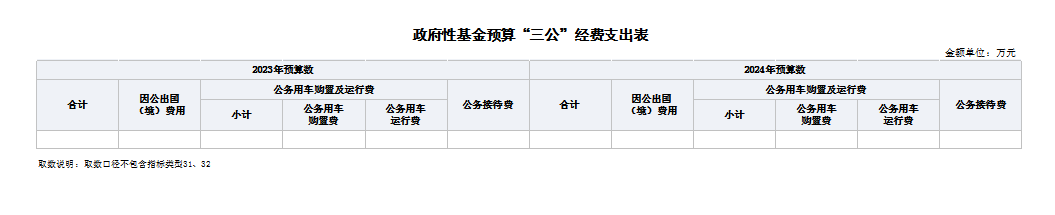 政府性基金预算“三公”经费支出表
金额单位：万元
2023年预算数 2024年预算数
合计 因公出国（境）费用 公务用车购置及运行费 公务接待费 合计 因公出国（境）费用 公务用车购置及运行费 公务接待费
小计 公务用车购置费 公务用车运行费 小计 公务用车购置费 公务用车运行费
取数说明：取数口径不包含指标类型31、32